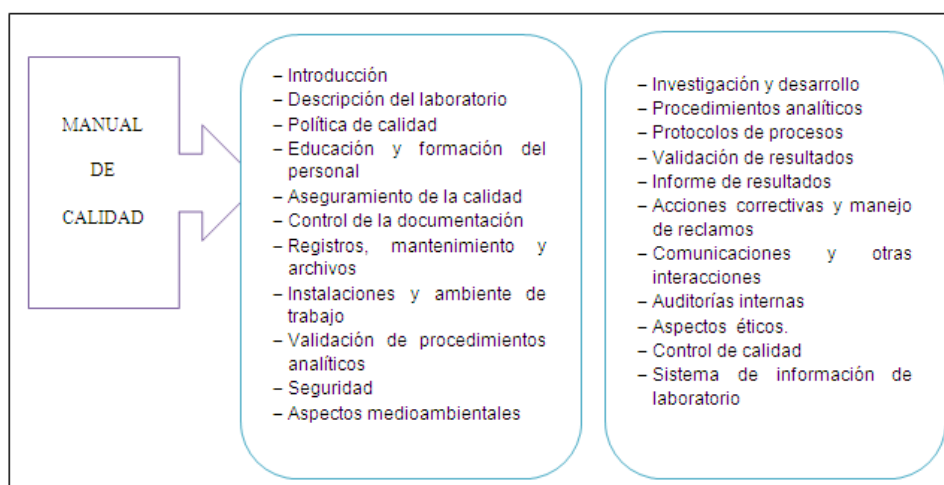 MANUAL
DE
CALIDAD
– Introducción
– Descripción del laboratorio
– Política de calidad
– Educación y formación del
personal
– Aseguramiento de la calidad
– Control de la documentación
– Registros, mantenimiento y
archivos
– Instalaciones y ambiente de
trabajo
– Validación de procedimientos
analíticos
– Seguridad
– Aspectos medioambientales
– Investigación y desarrollo
– Procedimientos analíticos
– Protocolos de procesos
– Validación de resultados
– Informe de resultados
– Acciones correctivas y manejo
de reclamos
– Comunicaciones y otras
interacciones
– Auditorías internas
– Aspectos éticos.
– Control de calidad
– Sistema de información de
laboratorio